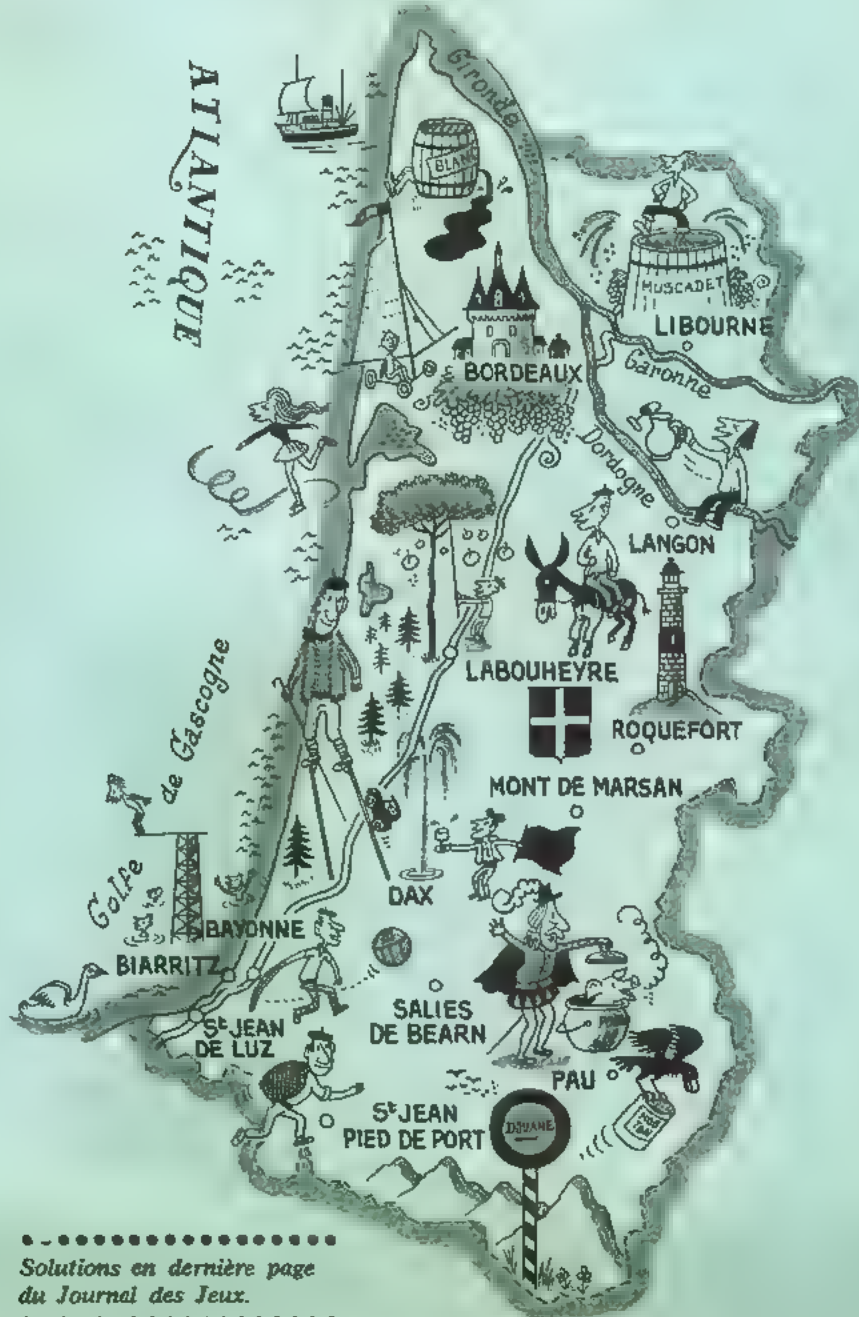 ATLANTIQUE
Gironde
BLANC
MUSCADET
LIBOURNE
BORDEAUX
Garonne
Dordogne
LANGON
LABOUHEYRE
ROQUEFORT
de Gascogne
MONT DE MARSAN
Golfe
DAX
BAYONNE
BIARRITZ
SALIES
DE BEARN
St JEAN
DE LUZ
PAU
St JEAN
PIED DE PORT
DOUANE
Solutions en dernière page
du Journal des Jeux.